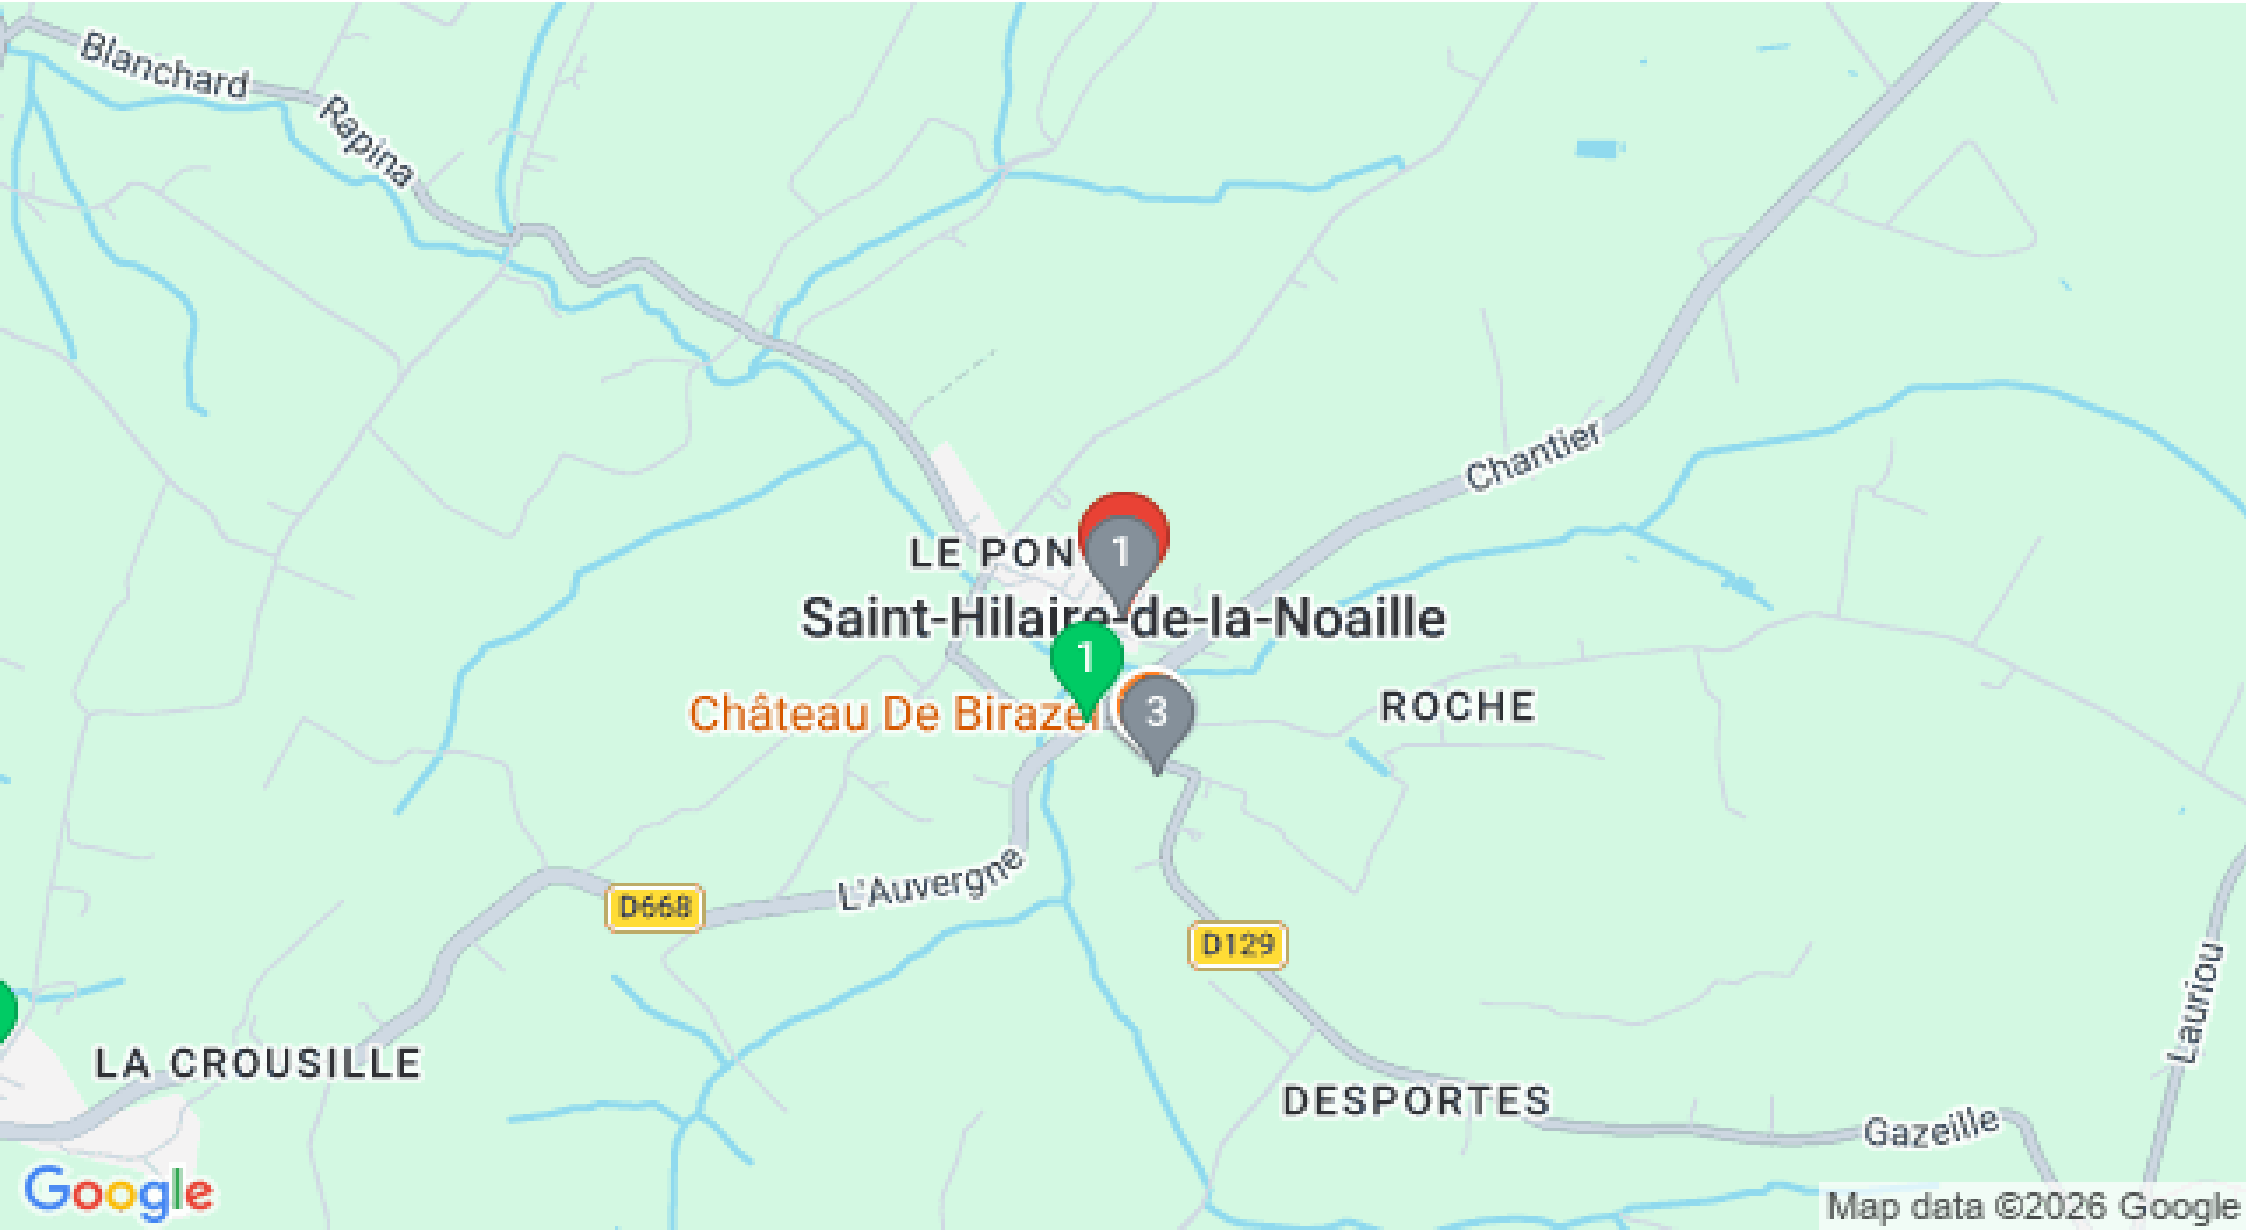 Blanchard
Rapina
Chantier
LE PON
1
Saint-Hilaire-de-la-Noaille
1
Château De Birazel
3
ROCHE
L'Auvergne
D668
D129
Lauriou
LA CROUSILLE
DESPORTES
Gazeille
Google
Map data ©2026 Google